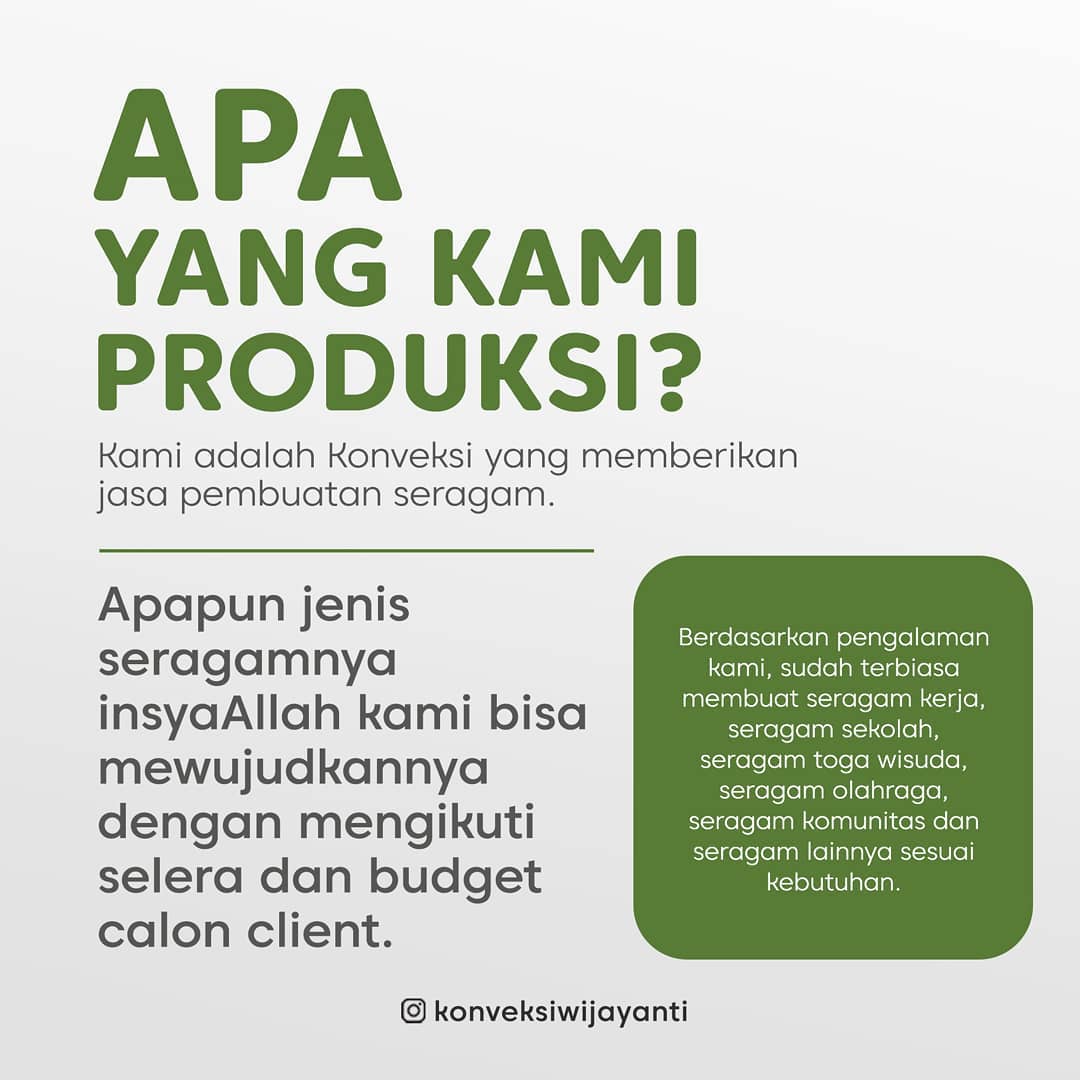 APA
YANG KAMI
PRODUKSI?
Kami adalah Konveksi yang memberikan
jasa pembuatan seragam.
Apapun jenis
seragamnya
insyaAllah kami bisa
mewujudkannya
dengan mengikuti
selera dan budget
calon client.
Berdasarkan pengalaman
kami, sudah terbiasa
membuat seragam kerja,
seragam sekolah,
seragam toga wisuda,
seragam olahraga,
seragam komunitas dan
seragam lainnya sesuai
kebutuhan.
konveksiwijayanti